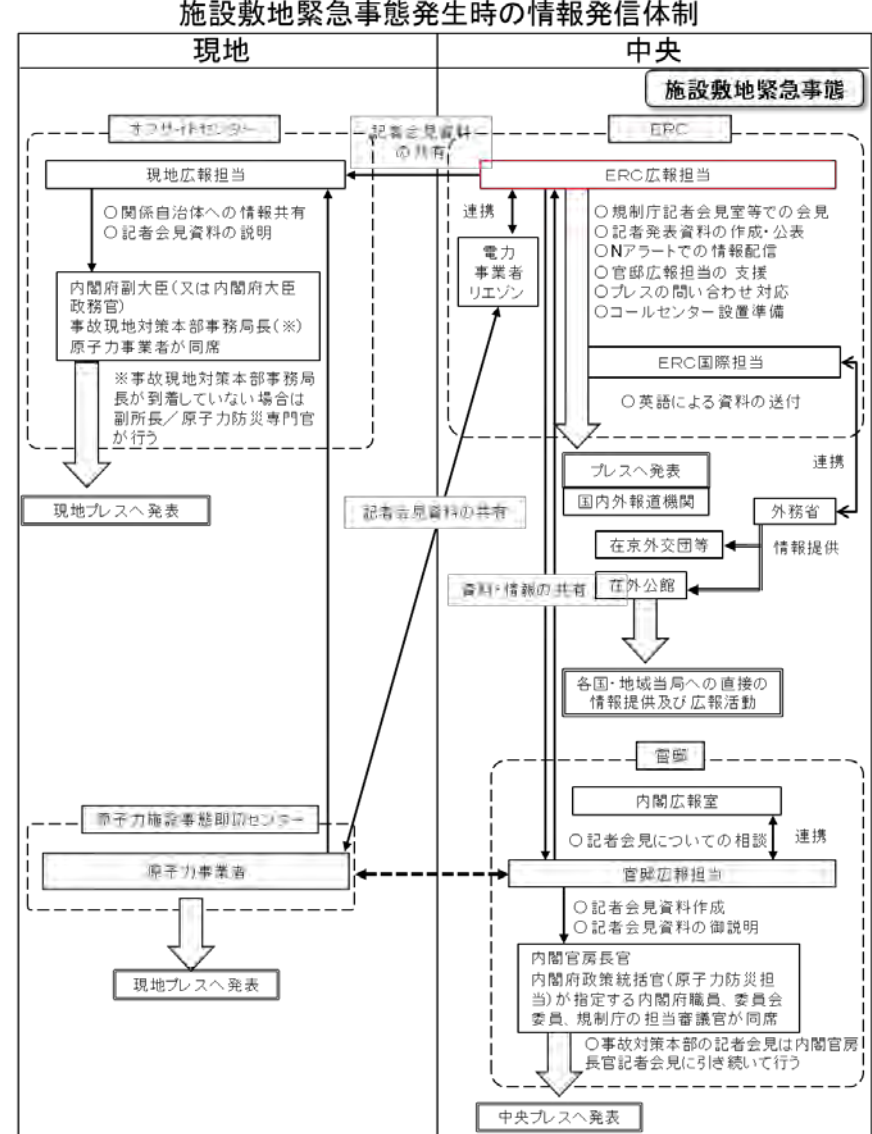 施設敷地緊急事態発生時の情報発信体制
現地
中央
施設敷地緊急事態
オフサイトセンター
記者会見資料
の共有
ERC
現地広報担当
ERC広報担当
○関係自治体への情報共有
○記者会見資料の説明
連携
○規制庁記者会見室等での会見
○記者発表資料の作成・公表
○Nアラートでの情報配信
○官邸広報担当の 支援
○プレスの問い合わせ対応
○コールセンター設置準備
電力
事業者
リエゾン
内閣府副大臣(又は内閣府大臣
政務官)
事故現地対策本部事務局長(※)
原子力事業者が同席
※事故現地対策本部事務局
長が到着していない場合は
副所長/原子力防災専門官
が行う
ERC国際担当
○英語による資料の送付
連携
プレスへ発表
国内外報道機関
現地プレスへ発表
記者会見資料の共有
外務省
在京外交団等
情報提供
資料・情報の共有
在外公館
各国・地域当局への直接の
情報提供及び広報活動
官邸
内閣広報室
○記者会見についての相談
連携
原子力施設事態即応センター
原子力事業者
官邸広報担当
○記者会見資料作成
○記者会見資料の御説明
内閣官房長官
内閣府政策統括官(原子力防災担
当)が指定する内閣府職員、委員会
委員、規制庁の担当審議官が同席
○事故対策本部の記者会見は内閣官房
長官記者会見に引き続いて行う
現地プレスへ発表
中央プレスへ発表